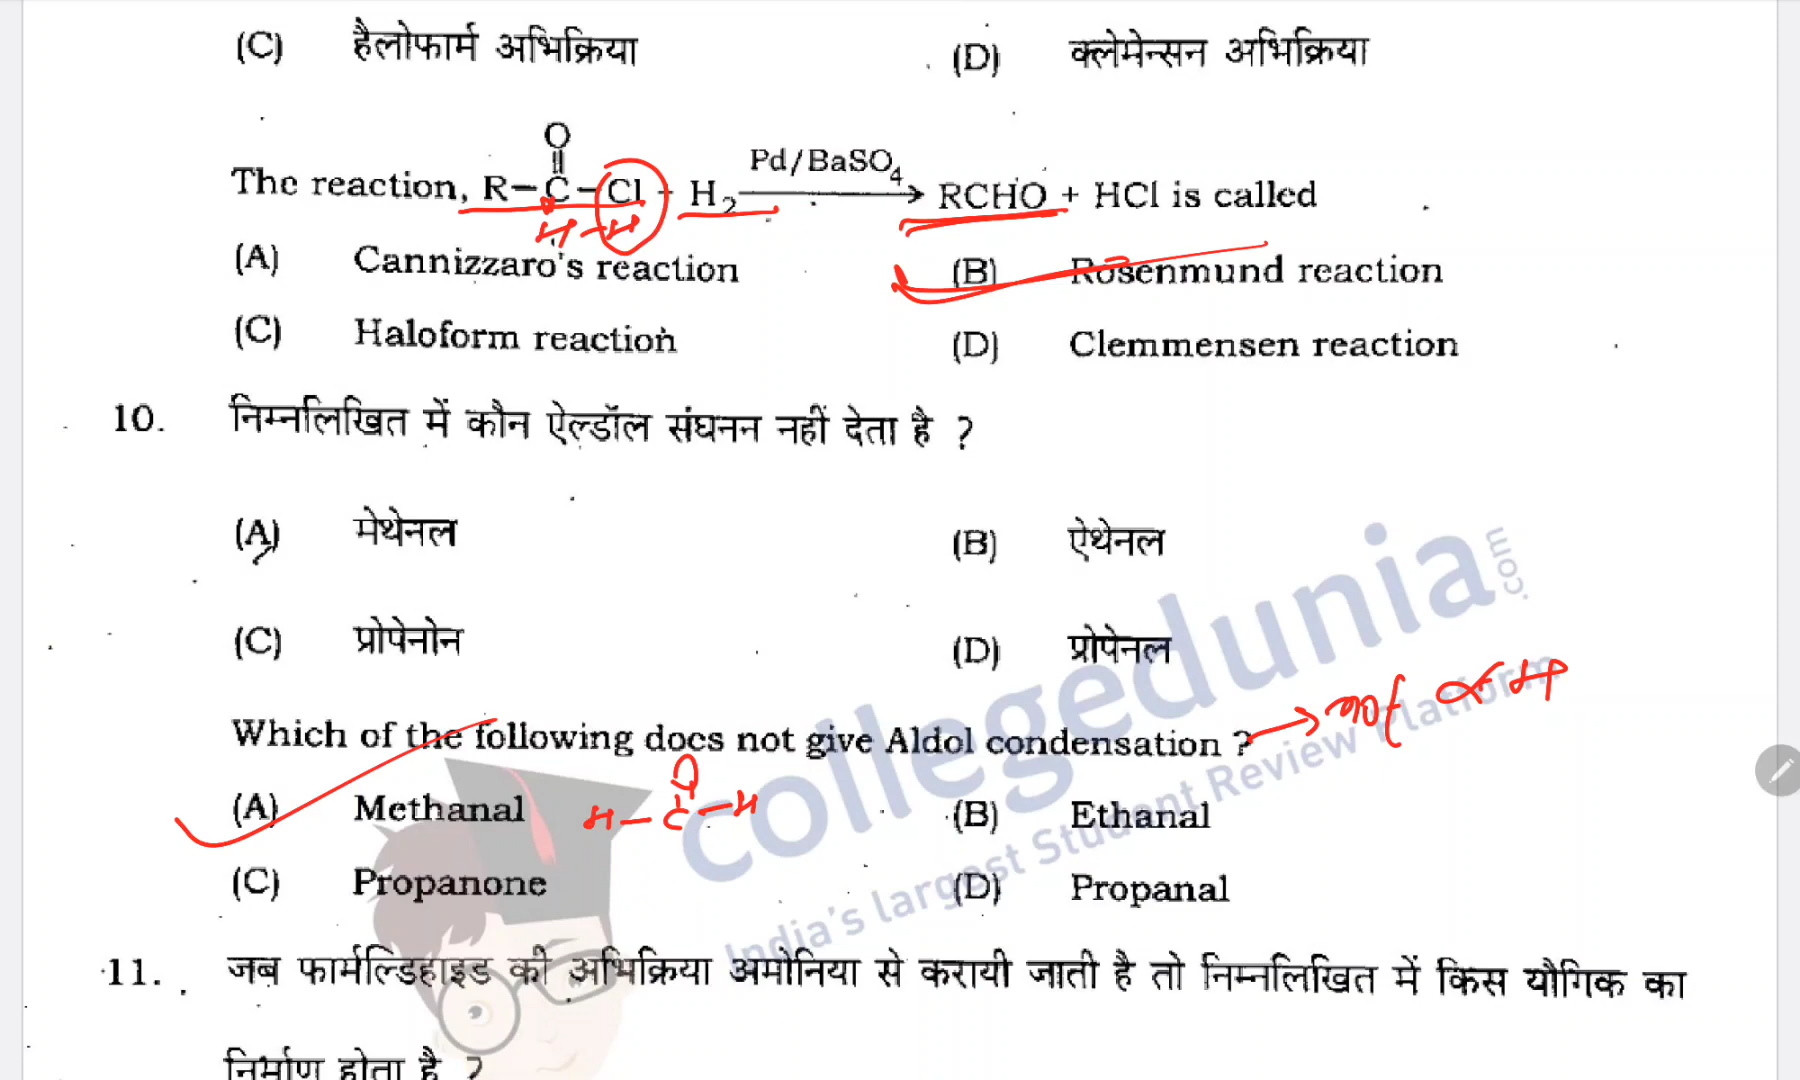 (C) हैलोफार्म अभिक्रिया (D) क्लेमेन्सन अभिक्रिया
O
The reaction, R–C–Cl + H2 Pd/BaSO4 → RCHO + HCl is called
H–H
(A) Cannizzaro's reaction (B) Rosenmund reaction
(C) Haloform reaction (D) Clemmensen reaction
10. निम्नलिखित में कौन ऐल्डॉल संघनन नहीं देता है ?
(A) मेथेनल (B) ऐथेनल
(C) प्रोपेनोन (D) प्रोपेनल
Which of the following does not give Aldol condensation ? → not α-H
O
(A) Methanal H–C–H (B) Ethanal
(C) Propanone (D) Propanal
11. जब फार्मल्डिहाइड की अभिक्रिया अमोनिया से करायी जाती है तो निम्नलिखित में किस यौगिक का
निर्माण होता है ?
collegedunia.com
India's largest Student Review Platform